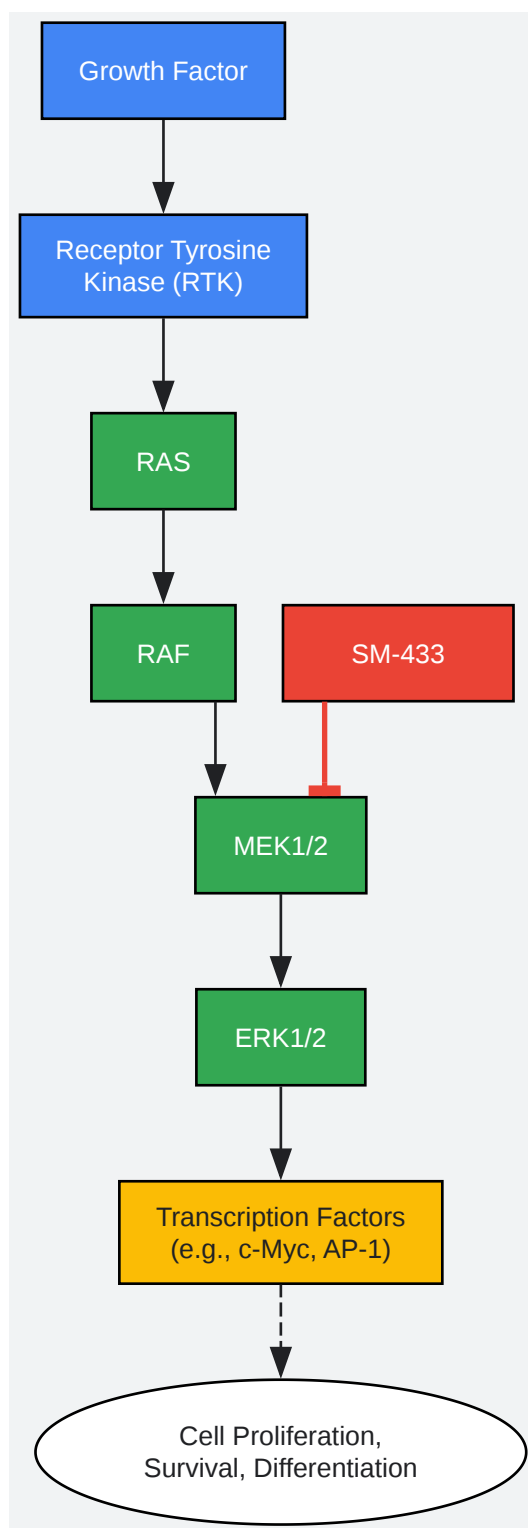 Growth Factor
Receptor Tyrosine
Kinase (RTK)
RAS
RAF
SM-433
MEK1/2
ERK1/2
Transcription Factors
(e.g., c-Myc, AP-1)
Cell Proliferation,
Survival, Differentiation